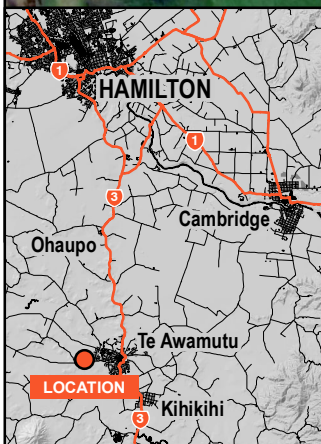 1
HAMILTON
1
3
Cambridge
Ohaupo
Te Awamutu
LOCATION
Kihikihi
3